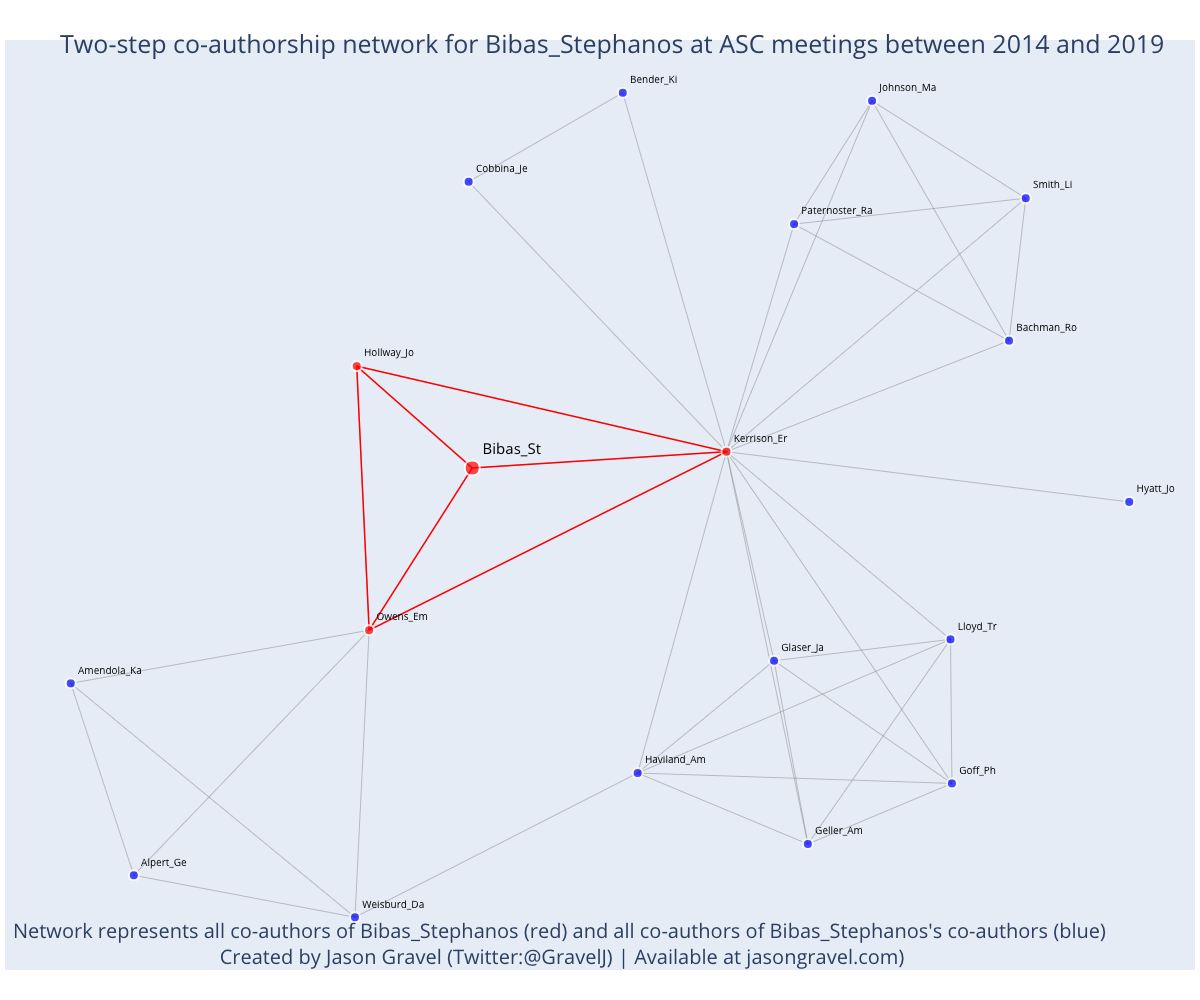 Two-step co-authorship network for Bibas_Stephanos at ASC meetings between 2014 and 2019
Bender_Ki
Johnson_Ma
Cobbina_Je
Smith_Li
Paternoster_Ra
Bachman_Ro
Hollway_Jo
Kerrison_Er
Bibas_St
Hyatt_Jo
Owens_Em
Lloyd_Tr
Glaser_Ja
Amendola_Ka
Haviland_Am
Goff_Ph
Geller_Am
Alpert_Ge
Weisburd_Da
Network represents all co-authors of Bibas_Stephanos (red) and all co-authors of Bibas_Stephanos's co-authors (blue)
Created by Jason Gravel (Twitter:@GravelJ) | Available at jasongravel.com)